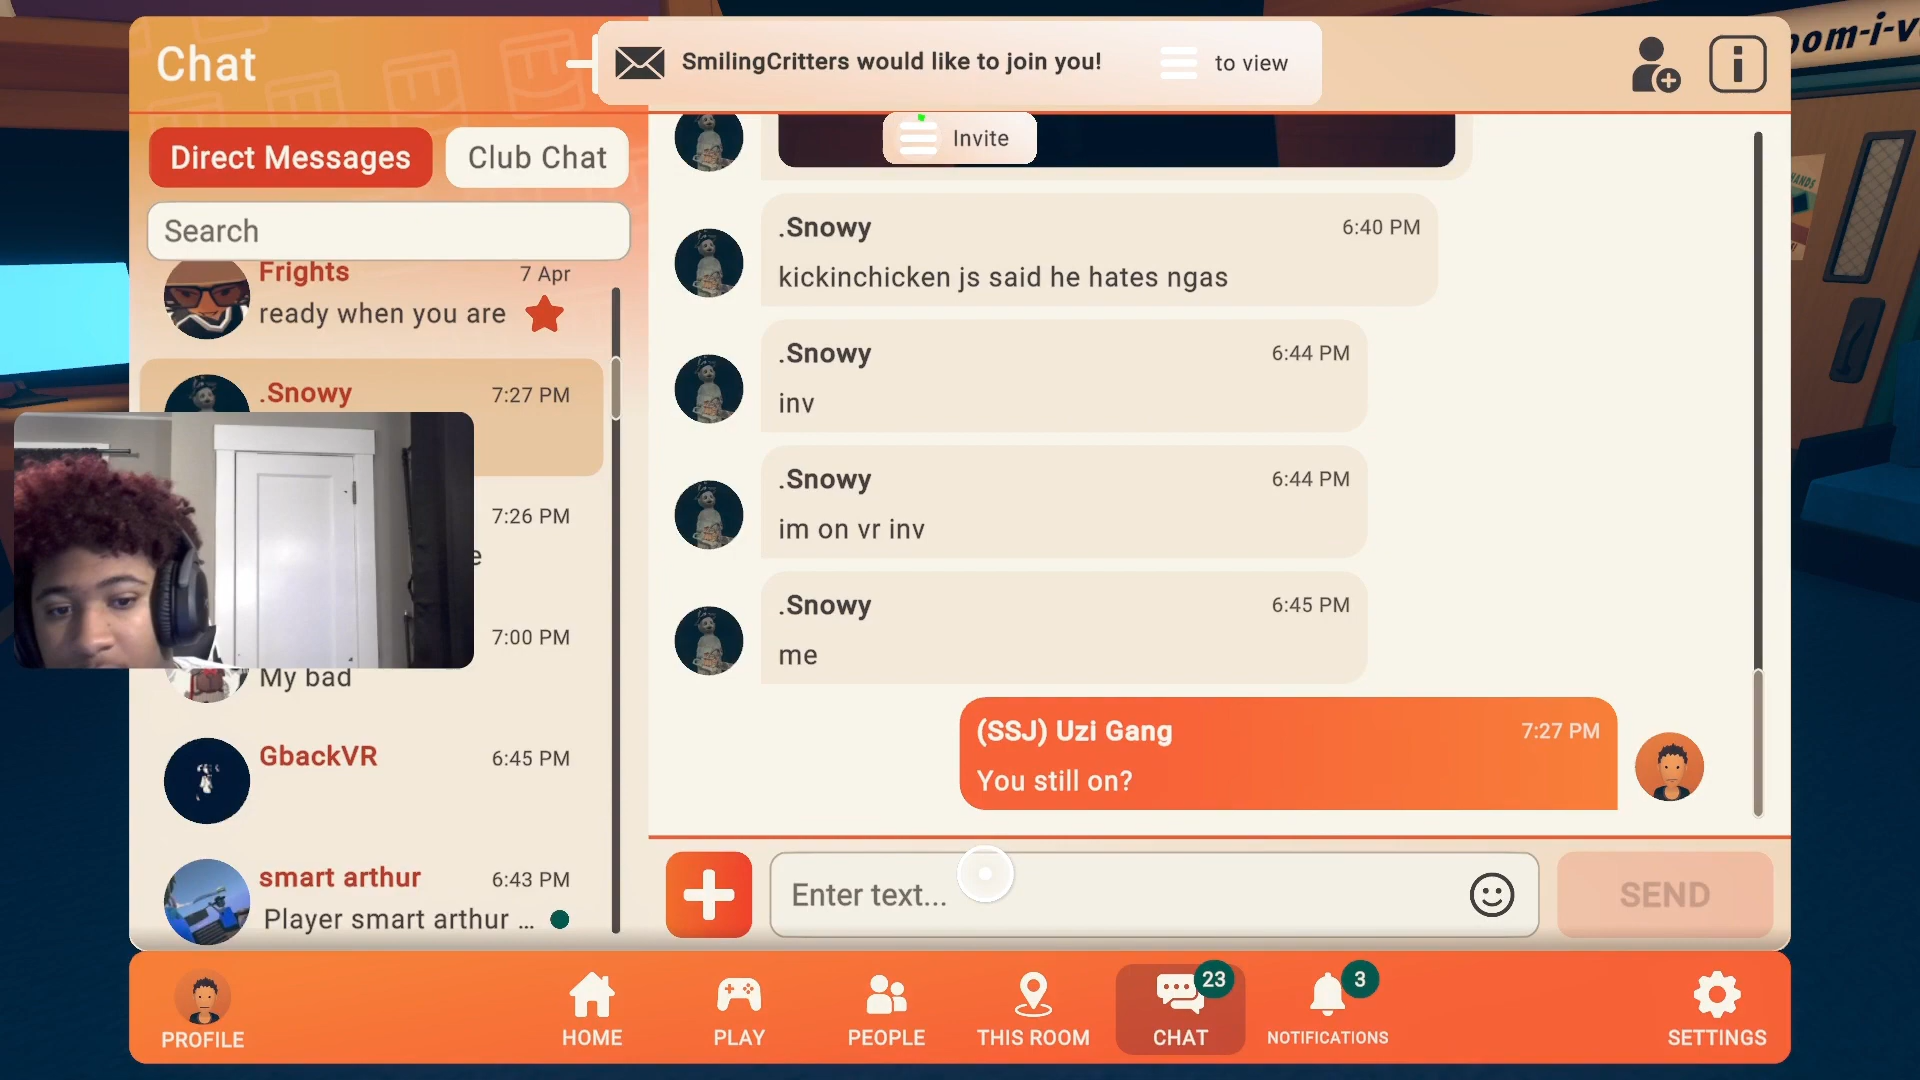 Chat
SmilingCritters would like to join you!
to view
oom-i-v
Direct Messages
Club Chat
Invite
HANDS
Search
Frights
7 Apr
ready when you are
.Snowy
7:27 PM
7:26 PM
e
7:00 PM
My bad
GbackVR
6:45 PM
smart arthur
6:43 PM
Player smart arthur ...
.Snowy
6:40 PM
kickinchicken js said he hates ngas
.Snowy
6:44 PM
inv
.Snowy
6:44 PM
im on vr inv
.Snowy
6:45 PM
me
(SSJ) Uzi Gang
7:27 PM
You still on?
Enter text...
SEND
PROFILE
HOME
PLAY
PEOPLE
THIS ROOM
23
CHAT
3
NOTIFICATIONS
SETTINGS